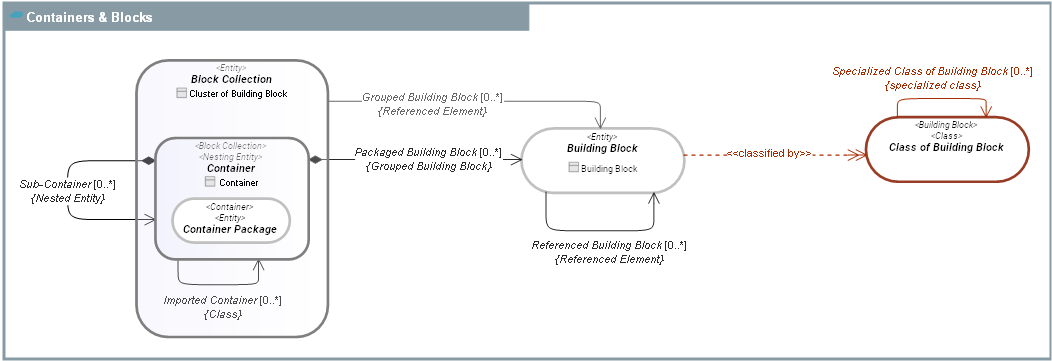 Containers & Blocks
<Entity>
Block Collection
Cluster of Building Block
<Block Collection>
<Nesting Entity>
Container
Container
<Container>
<Entity>
Container Package
Sub-Container [0..*]
{Nested Entity}
Imported Container [0..*]
{Class}
Grouped Building Block [0..*]
{Referenced Element}
Packaged Building Block [0..*]
{Grouped Building Block}
<Entity>
Building Block
Building Block
Referenced Building Block [0..*]
{Referenced Element}
<<classified by>>
Specialized Class of Building Block [0..*]
{specialized class}
<Building Block>
<Class>
Class of Building Block